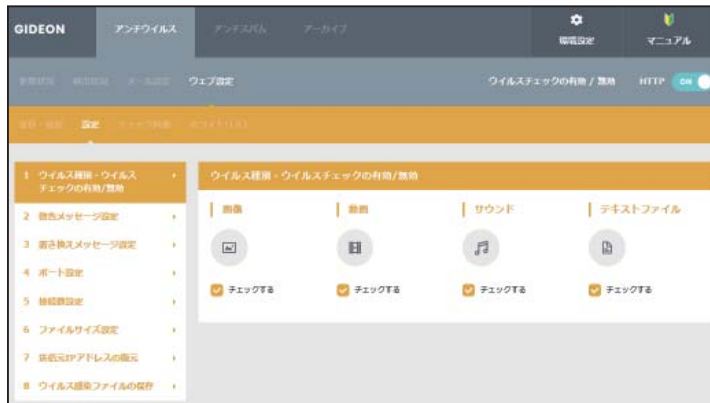 GIDEON
アンチウイルス
アンチスパム
アーカイブ
環境設定
マニュアル
ウェブ設定
ウイルスチェックの有効 / 無効
HTTP
ON
設定
1 ウイルス種別・ウイルス
チェックの有効/無効
2 警告メッセージ設定
3 書き換えメッセージ設定
4 ポート設定
5 接続数設定
6 ファイルサイズ設定
7 送信元IPアドレスの復元
8 ウイルス感染ファイルの保存
ウイルス種別・ウイルスチェックの有効/無効
画像
動画
サウンド
テキストファイル
チェックする
チェックする
チェックする
チェックする